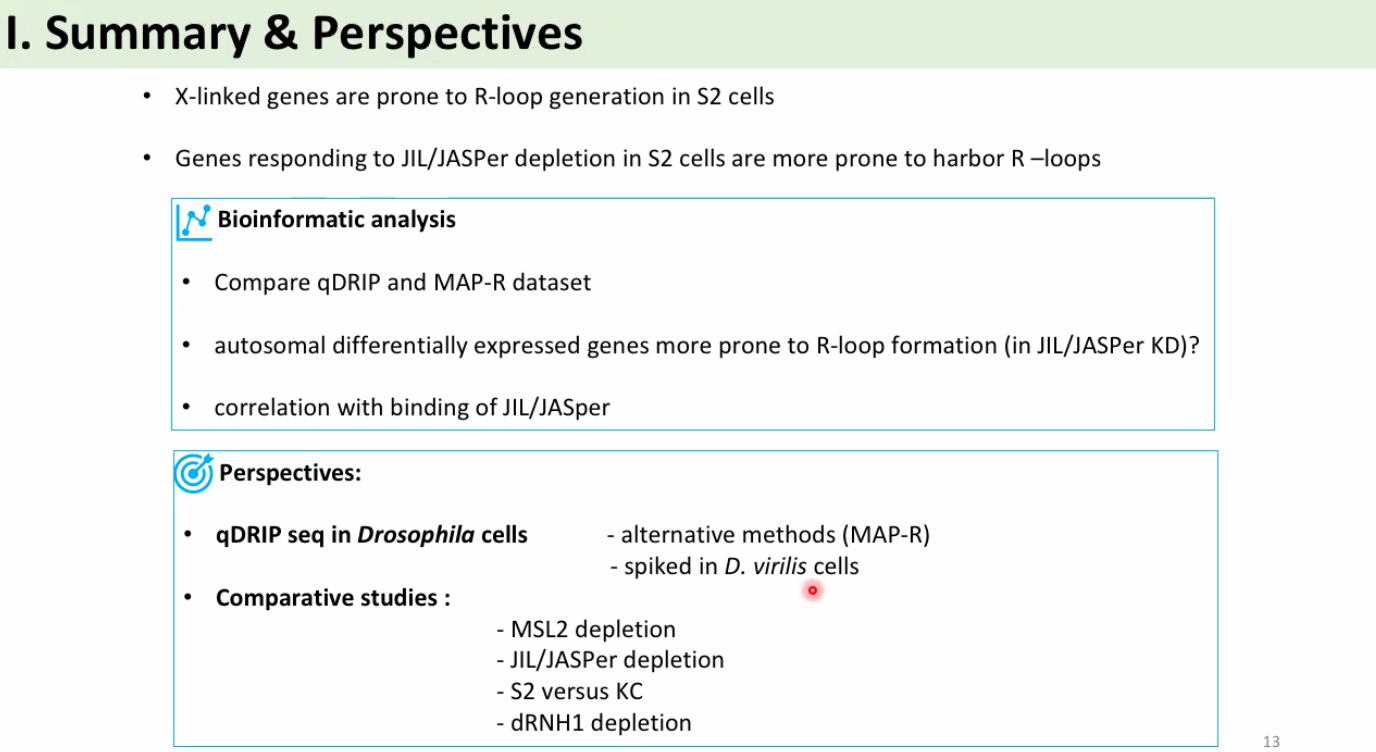 I. Summary & Perspectives
• X-linked genes are prone to R-loop generation in S2 cells
• Genes responding to JIL/JASPer depletion in S2 cells are more prone to harbor R –loops
Bioinformatic analysis
• Compare qDRIP and MAP-R dataset
• autosomal differentially expressed genes more prone to R-loop formation (in JIL/JASPer KD)?
• correlation with binding of JIL/JASper
Perspectives:
• qDRIP seq in Drosophila cells - alternative methods (MAP-R)
- spiked in D. virilis cells
• Comparative studies :
- MSL2 depletion
- JIL/JASPer depletion
- S2 versus KC
- dRNH1 depletion
13